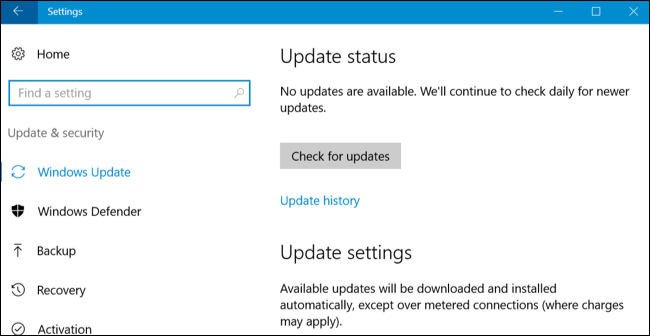 Settings
Home
Find a setting
Update & security
Windows Update
Windows Defender
Backup
Recovery
Activation
Update status
No updates are available. We'll continue to check daily for newer
updates.
Check for updates
Update history
Update settings
Available updates will be downloaded and installed
automatically, except over metered connections (where charges
may apply).